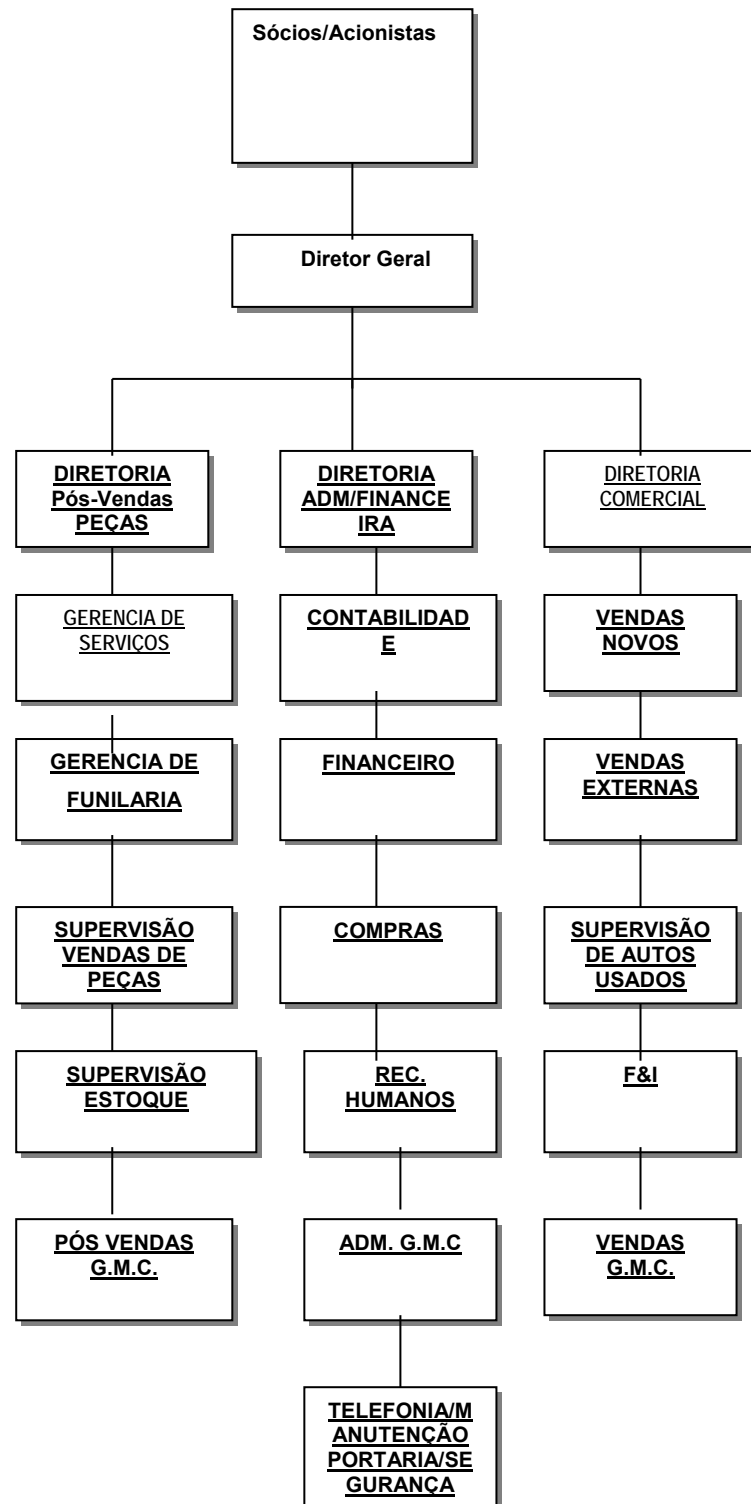 Sócios/Acionistas
Diretor Geral
DIRETORIA
Pós-Vendas
PEÇAS
DIRETORIA
ADM/FINANCE
IRA
DIRETORIA
COMERCIAL
GERENCIA DE
SERVIÇOS
CONTABILIDAD
E
VENDAS
NOVOS
GERENCIA DE
FUNILARIA
FINANCEIRO
VENDAS
EXTERNAS
SUPERVISÃO
VENDAS DE
PEÇAS
COMPRAS
SUPERVISÃO
DE AUTOS
USADOS
SUPERVISÃO
ESTOQUE
REC.
HUMANOS
F&I
PÓS VENDAS
G.M.C.
ADM. G.M.C
VENDAS
G.M.C.
TELEFONIA/M
ANUTENÇÃO
PORTARIA/SE
GURANÇA